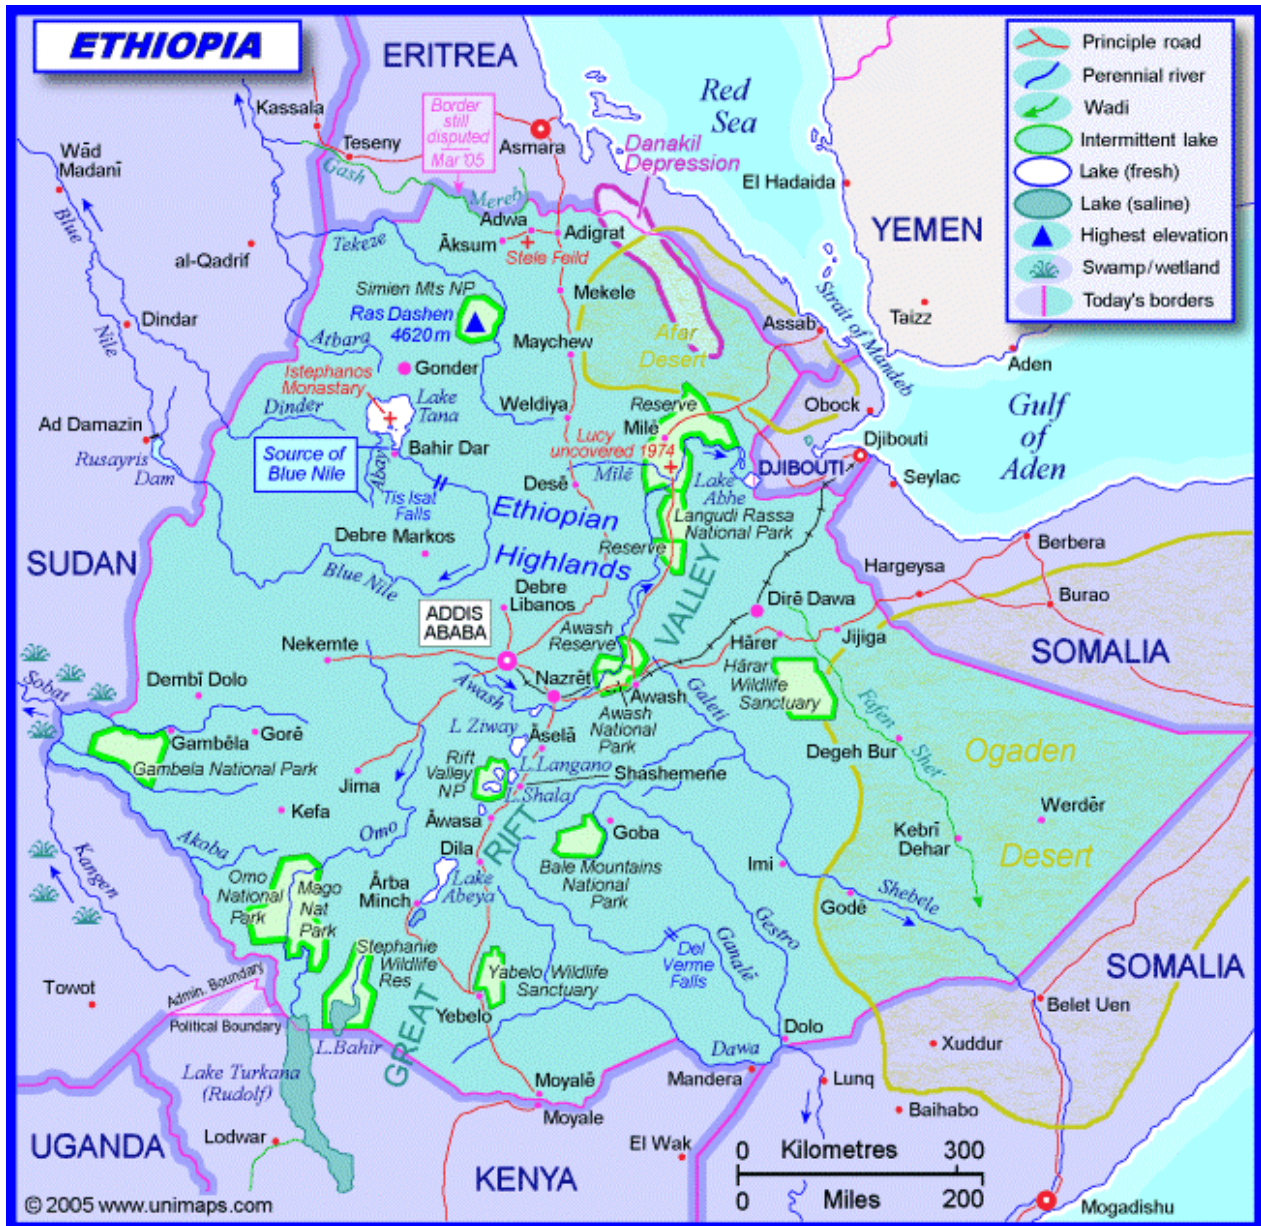 ETHIOPIA
ERITREA
Red
Sea
Principle road
Perennial river
Wadi
Intermittent lake
Lake (fresh)
Lake (saline)
Highest elevation
Swamp/wetland
Today's borders
Kassala
Teseny
Border
still
disputed
Mar '05
Asmara
Danakil
Depression
Wād
Madanī
Gash
Mereb
El Hadaida
YEMEN
Blue
Nile
al-Qadrif
Tekeze
Adwa
Āksum
Adigrat
Stele Feild
Simien Mts NP
Ras Dashen
4620 m
Mekele
Afar
Desert
Assab
Strait of Mandeb
Taizz
Aden
Dindar
Atbara
Maychew
Gonder
Istephanos
Monastary
Lake
Tana
Dinder
Weldiya
Reserve
Milē
Obock
Gulf
of
Aden
Ad Damazin
Rusayris
Dam
Source of
Blue Nile
Abay
Bahir Dar
Lucy
uncovered 1974
Milē
Lake
Abhe
DJIBOUTI
Djibouti
Seylac
Tis Isat
Falls
Desē
Ethiopian
Highlands
Langudi Rassa
National Park
Reserve
Debre Markos
Blue Nile
SUDAN
Hargeysa
Berbera
Burao
Debre
Libanos
ADDIS
ABABA
VALLEY
Dirē Dawa
Awash
Reserve
Hārer
Jijiga
SOMALIA
Nekemte
Sobat
Dembī Dolo
Nazrēt
Awash
Awash
Galeti
Hārar
Wildlife
Sanctuary
Fafen
Shet'
Awash
National
Park
L Ziway
Āselā
Gambēla
Gorē
Gambela National Park
Rift
Valley
NP
L.Langano
Shashemene
L.Shala
Degeh Bur
Ogaden
Desert
Jima
Kefa
Omo
Āwasa
RIFT
Goba
Werdēr
Kebrī
Dehar
Akoba
Kangen
Dila
Bale Mountains
National
Park
Imi
Omo
National
Park
Mago
Nat
Park
Ārba
Minch
Lake
Abeya
Godē
Shebele
Gestro
Ganalē
Del
Verme
Falls
Stephanie
Wildlife
Res
Yabelo Wildlife
Sanctuary
SOMALIA
Towot
Admin. Boundary
Political Boundary
GREAT
Yebelo
Belet Uen
Dolo
L.Bahir
Dawa
Xuddur
Lake Turkana
(Rudolf)
Moyalē
Moyale
Mandera
Lunq
Baihabo
UGANDA
Lodwar
KENYA
El Wak
0 Kilometres 300
0 Miles 200
Mogadishu
© 2005 www.unimaps.com